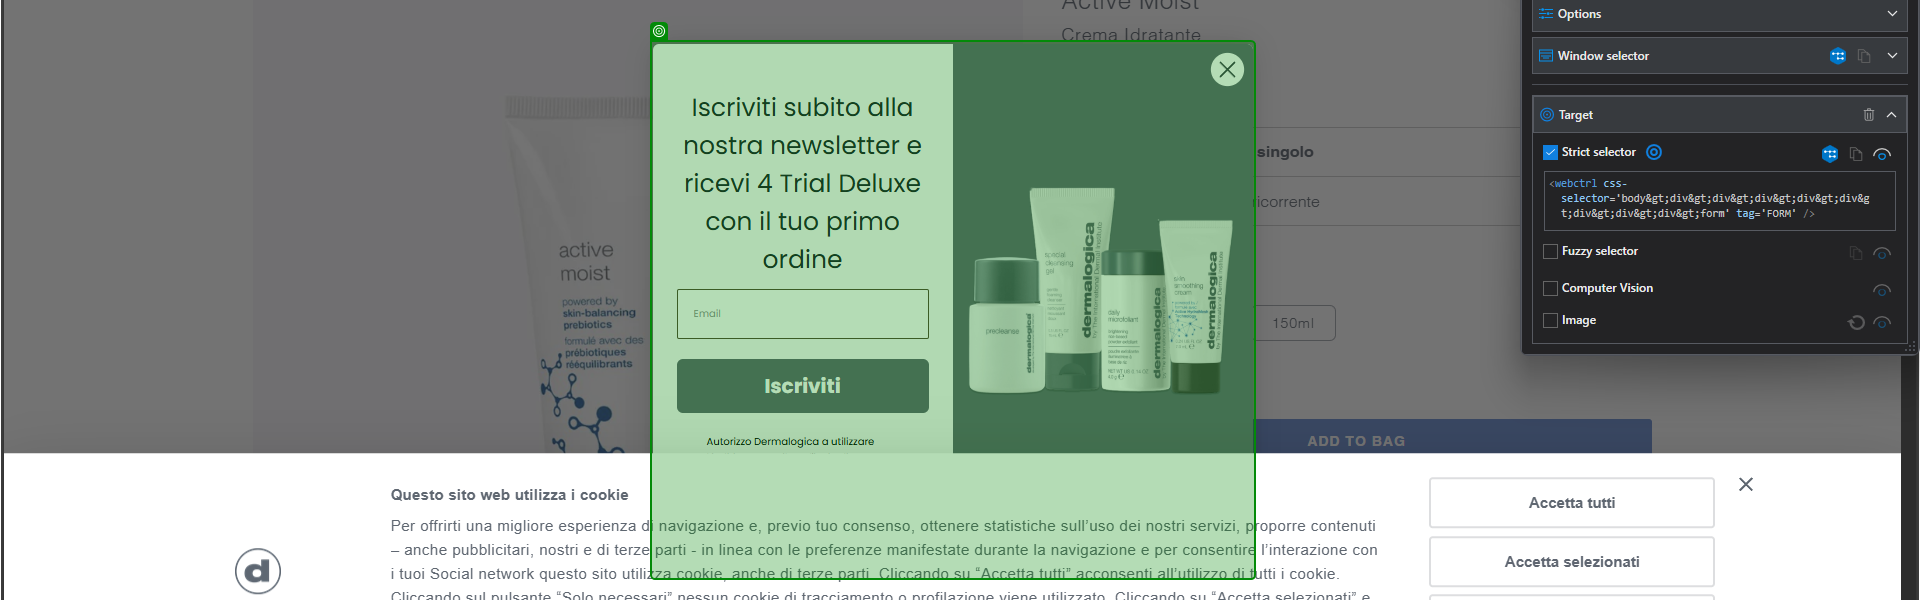 Active Moist
Crema Idratante
singolo
ricorrente
150ml
ADD TO BAG
active
moist
powered by
skin-balancing
prebiotics
formulé avec des
prébiotiques
rééquilibrants
Iscriviti subito alla
nostra newsletter e
ricevi 4 Trial Deluxe
con il tuo primo
ordine
Email
Iscriviti
Autorizzo Dermalogica a utilizzare
precleanse
dermalogica
special
cleansing
gel
dermalogica
daily
microfoliant
dermalogica
dermalogica
Options
Window selector
Target
Strict selector
<webctrl css-
selector='body&gt;div&gt;div&gt;div&gt;div&gt;div&g
t;div&gt;div&gt;div&gt;form' tag='FORM' />
Fuzzy selector
Computer Vision
Image
Questo sito web utilizza i cookie
Per offrirti una migliore esperienza di navigazione e, previo tuo consenso, ottenere statistiche sull'uso dei nostri servizi, proporre contenuti
– anche pubblicitari, nostri e di terze parti - in linea con le preferenze manifestate durante la navigazione e per consentire l'interazione con
i tuoi Social network questo sito utilizza cookie, anche di terze parti. Cliccando su “Accetta tutti” acconsenti all'utilizzo di tutti i cookie.
Cliccando sul pulsante “Solo necessari” nessun cookie di tracciamento o profilazione viene utilizzato. Cliccando su “Accetta selezionati” e
d
Accetta tutti
Accetta selezionati